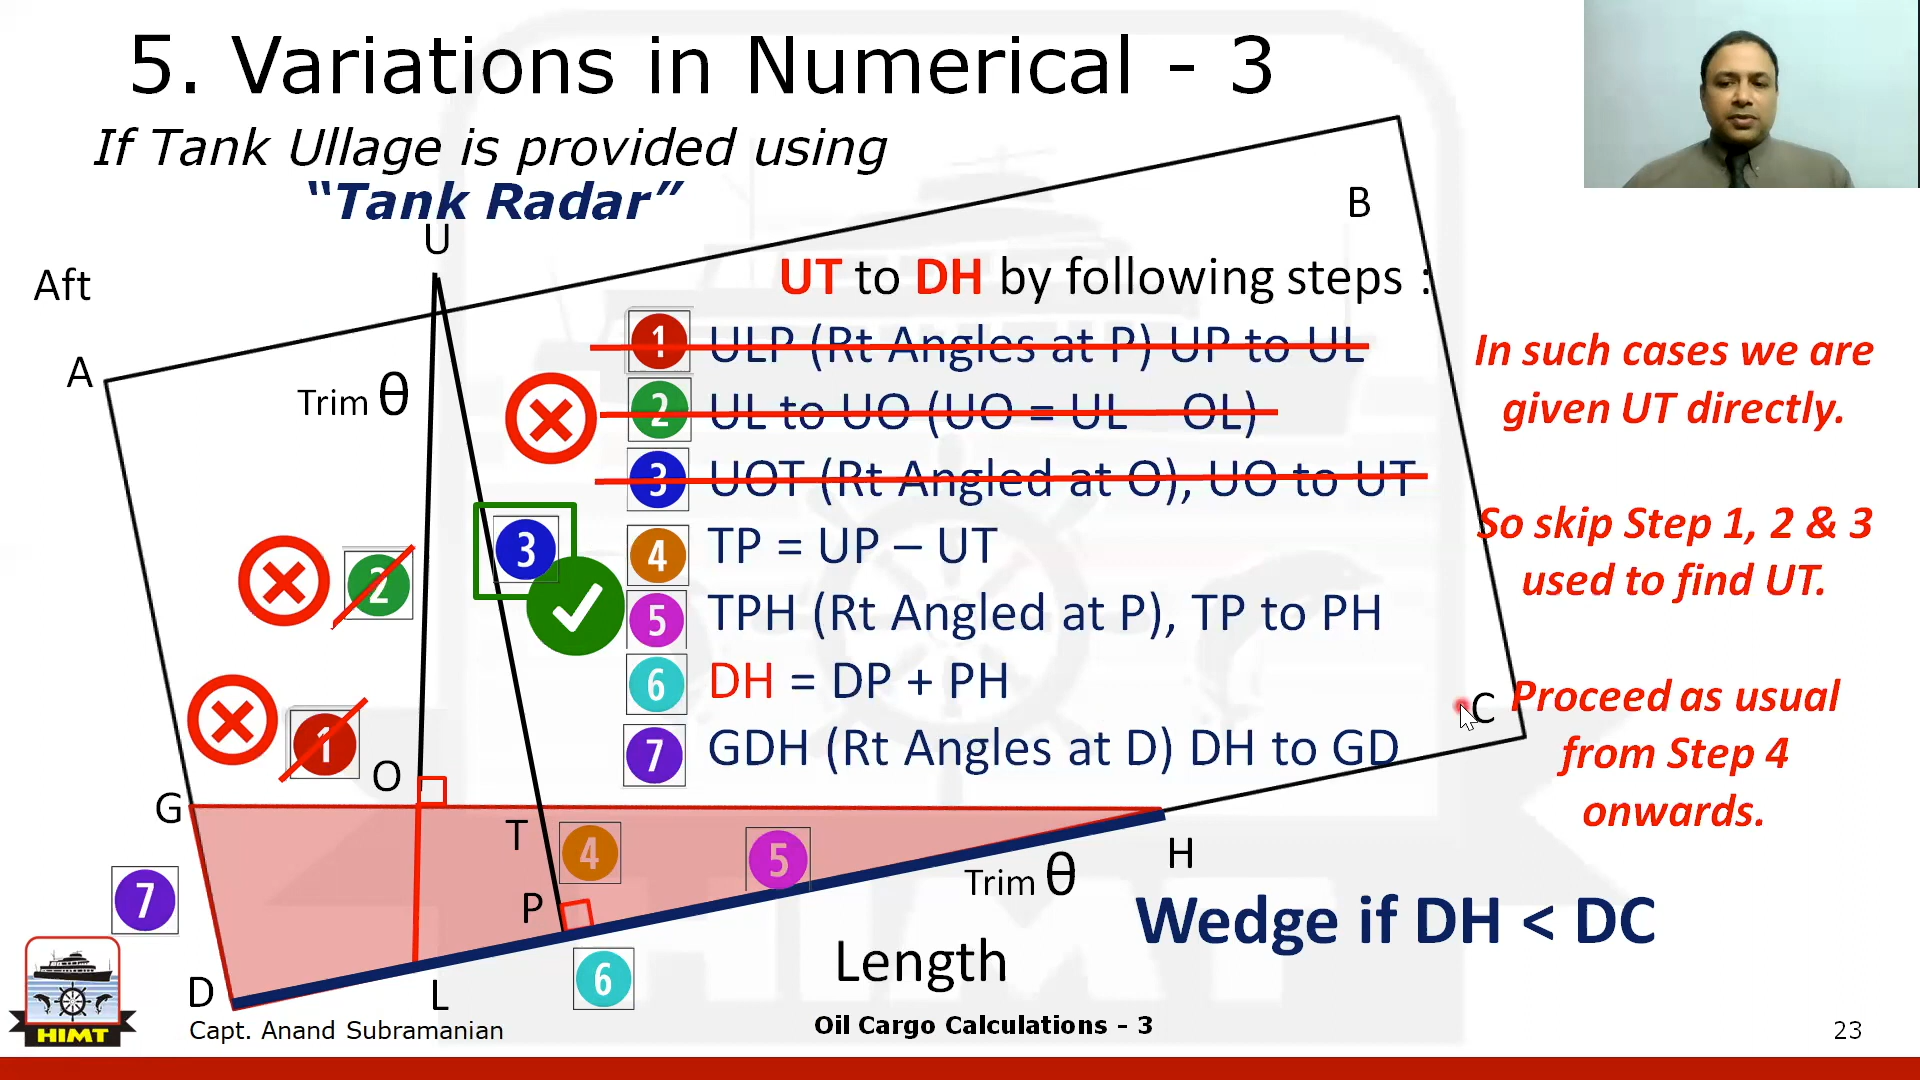 5. Variations in Numerical - 3
If Tank Ullage is provided using
“Tank Radar”
U
B
Aft
UT to DH by following steps :
A
Trim θ
1 ULP (Rt Angles at P) UP to UL
2 UL to UO (UO = UL – OL)
3 UOT (Rt Angled at O), UO to UT
4 TP = UP – UT
5 TPH (Rt Angled at P), TP to PH
6 DH = DP + PH
7 GDH (Rt Angles at D) DH to GD
In such cases we are
given UT directly.
So skip Step 1, 2 & 3
used to find UT.
Proceed as usual
from Step 4
onwards.
3
2
1
C
O
G
T
4
5
H
Trim θ
7
P
Wedge if DH < DC
6
Length
D
L
HIMT
HIMT
Capt. Anand Subramanian
Oil Cargo Calculations - 3
23